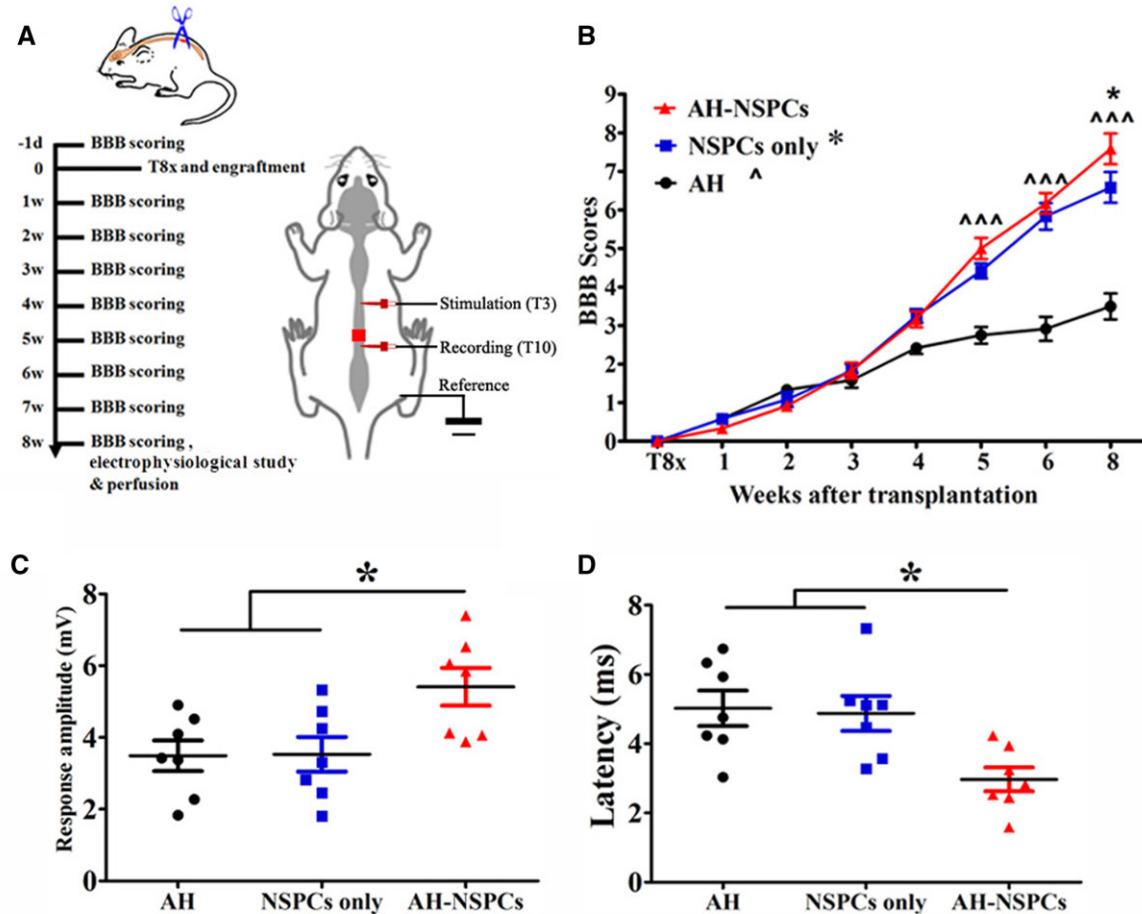 A
-1d BBB scoring
0 T8x and engraftment
1w BBB scoring
2w BBB scoring
3w BBB scoring
4w BBB scoring
5w BBB scoring
6w BBB scoring
7w BBB scoring
8w BBB scoring ,
electrophysiological study
& perfusion
Stimulation (T3)
Recording (T10)
Reference
B
AH-NSPCs
NSPCs only *
AH ^
*
^^^
^^^
^^^
9
8
7
6
5
4
3
2
1
0
BBB Scores
T8x 1 2 3 4 5 6 8
Weeks after transplantation
C
*
8
6
4
2
0
Response amplitude (mV)
AH NSPCs only AH-NSPCs
D
*
8
6
4
2
0
Latency (ms)
AH NSPCs only AH-NSPCs